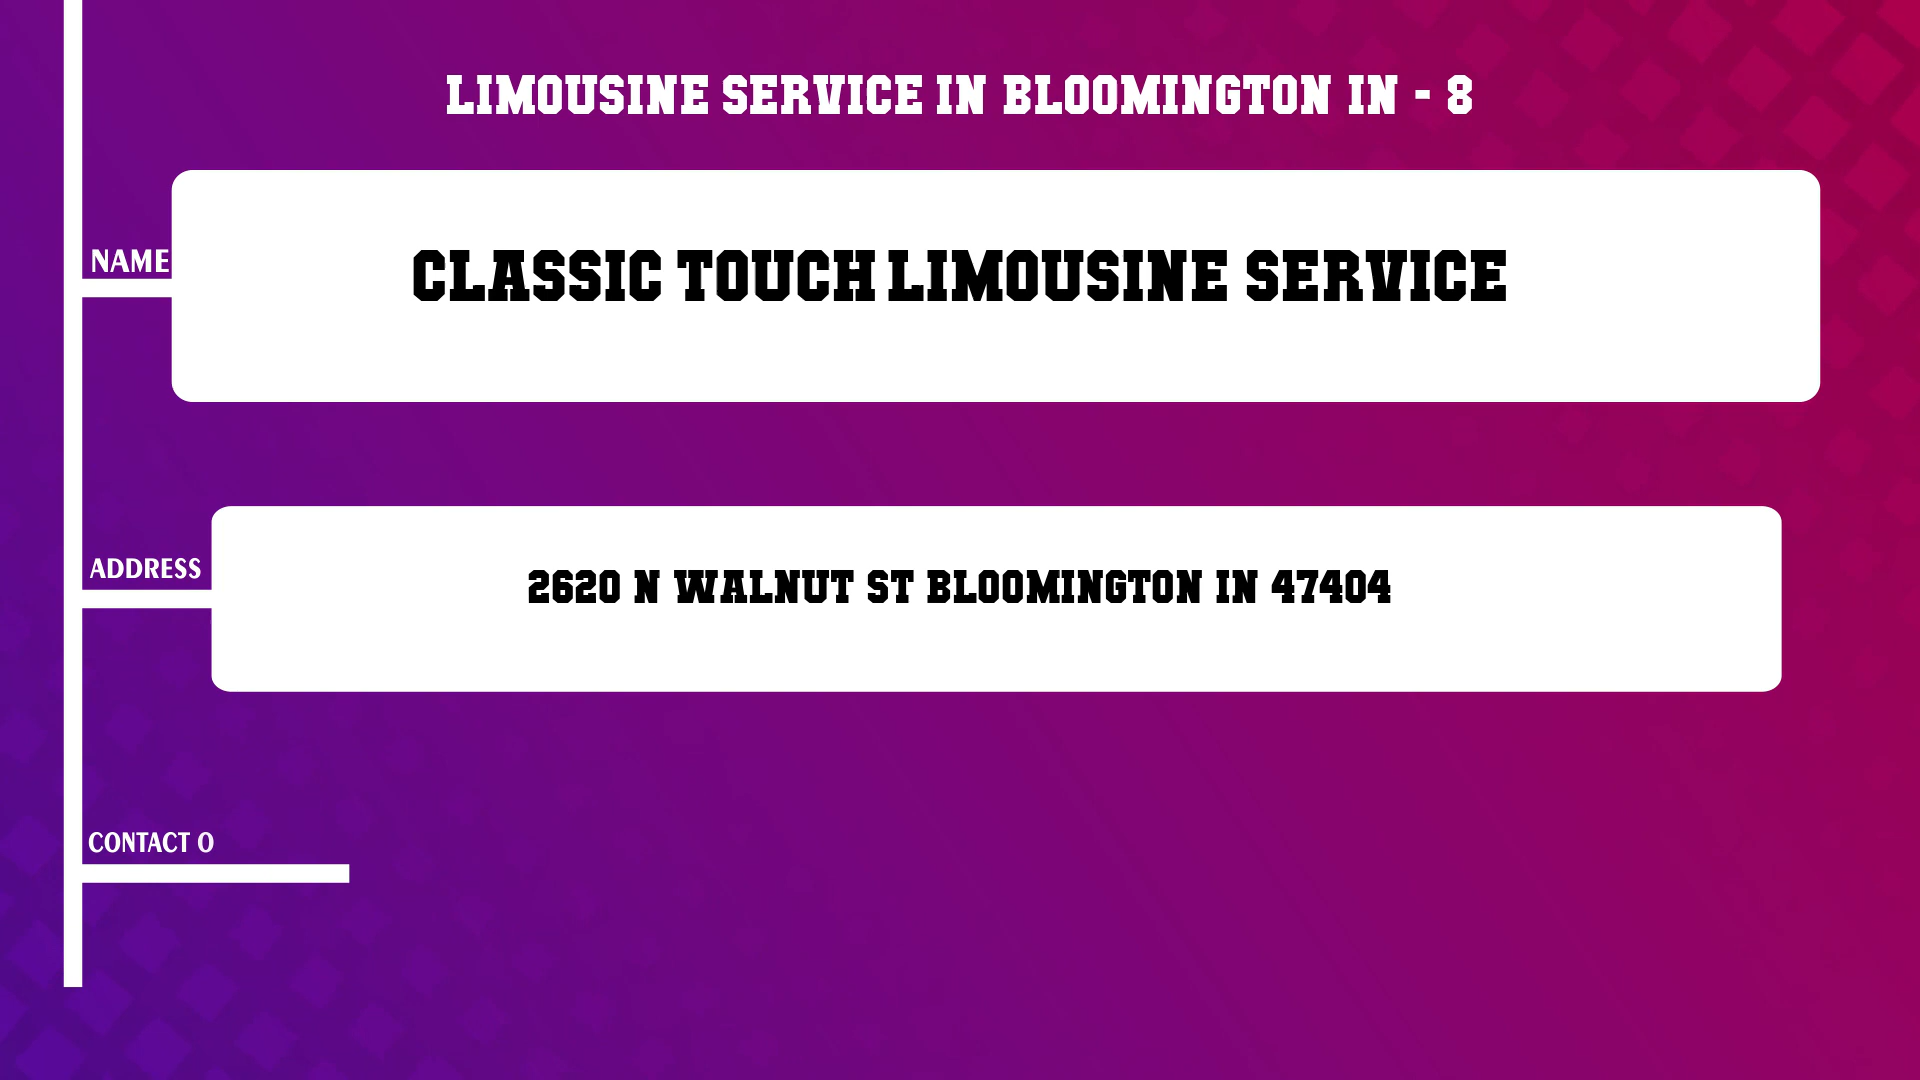 LIMOUSINE SERVICE IN BLOOMINGTON IN - 8
NAME
CLASSIC TOUCH LIMOUSINE SERVICE
ADDRESS
2620 N WALNUT ST BLOOMINGTON IN 47404
CONTACT O